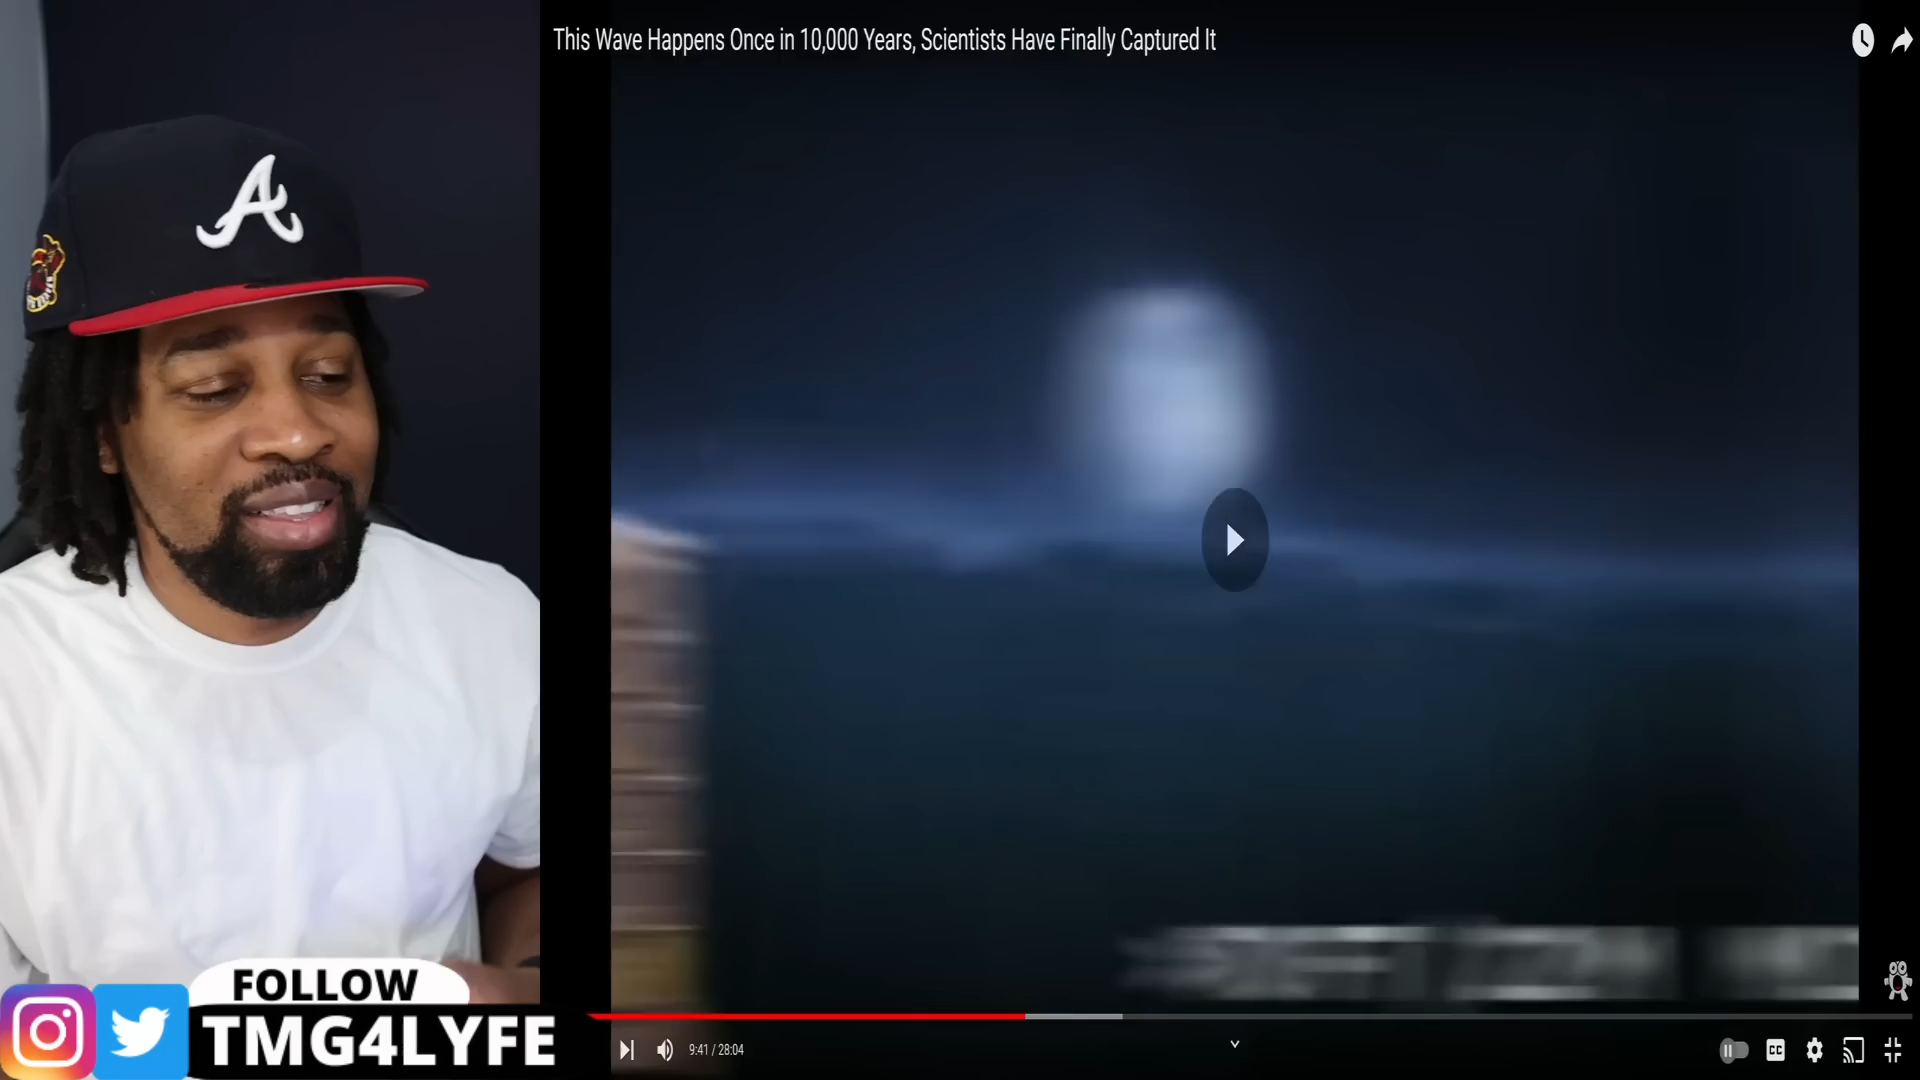 This Wave Happens Once in 10,000 Years, Scientists Have Finally Captured It
A
FOLLOW
TMG4LYFE
9:41 / 28:04
CC